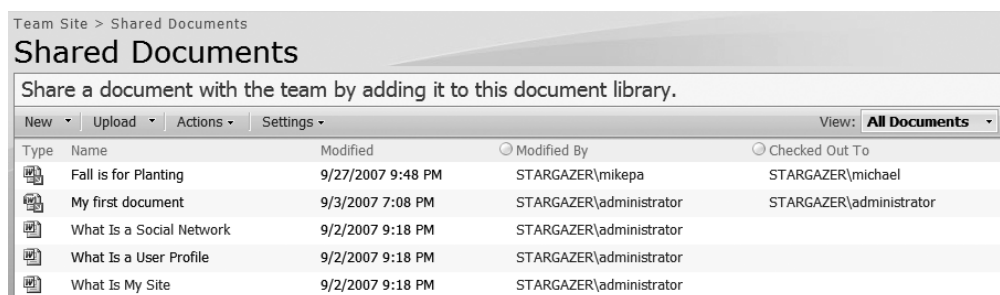 Team Site > Shared Documents
Shared Documents
Share a document with the team by adding it to this document library.
New Upload Actions Settings View: All Documents
Type Name Modified Modified By Checked Out To
Fall is for Planting 9/27/2007 9:48 PM STARGAZER\mikepa STARGAZER\michael
My first document 9/3/2007 7:08 PM STARGAZER\administrator STARGAZER\administrator
What Is a Social Network 9/2/2007 9:18 PM STARGAZER\administrator
What Is a User Profile 9/2/2007 9:18 PM STARGAZER\administrator
What Is My Site 9/2/2007 9:18 PM STARGAZER\administrator